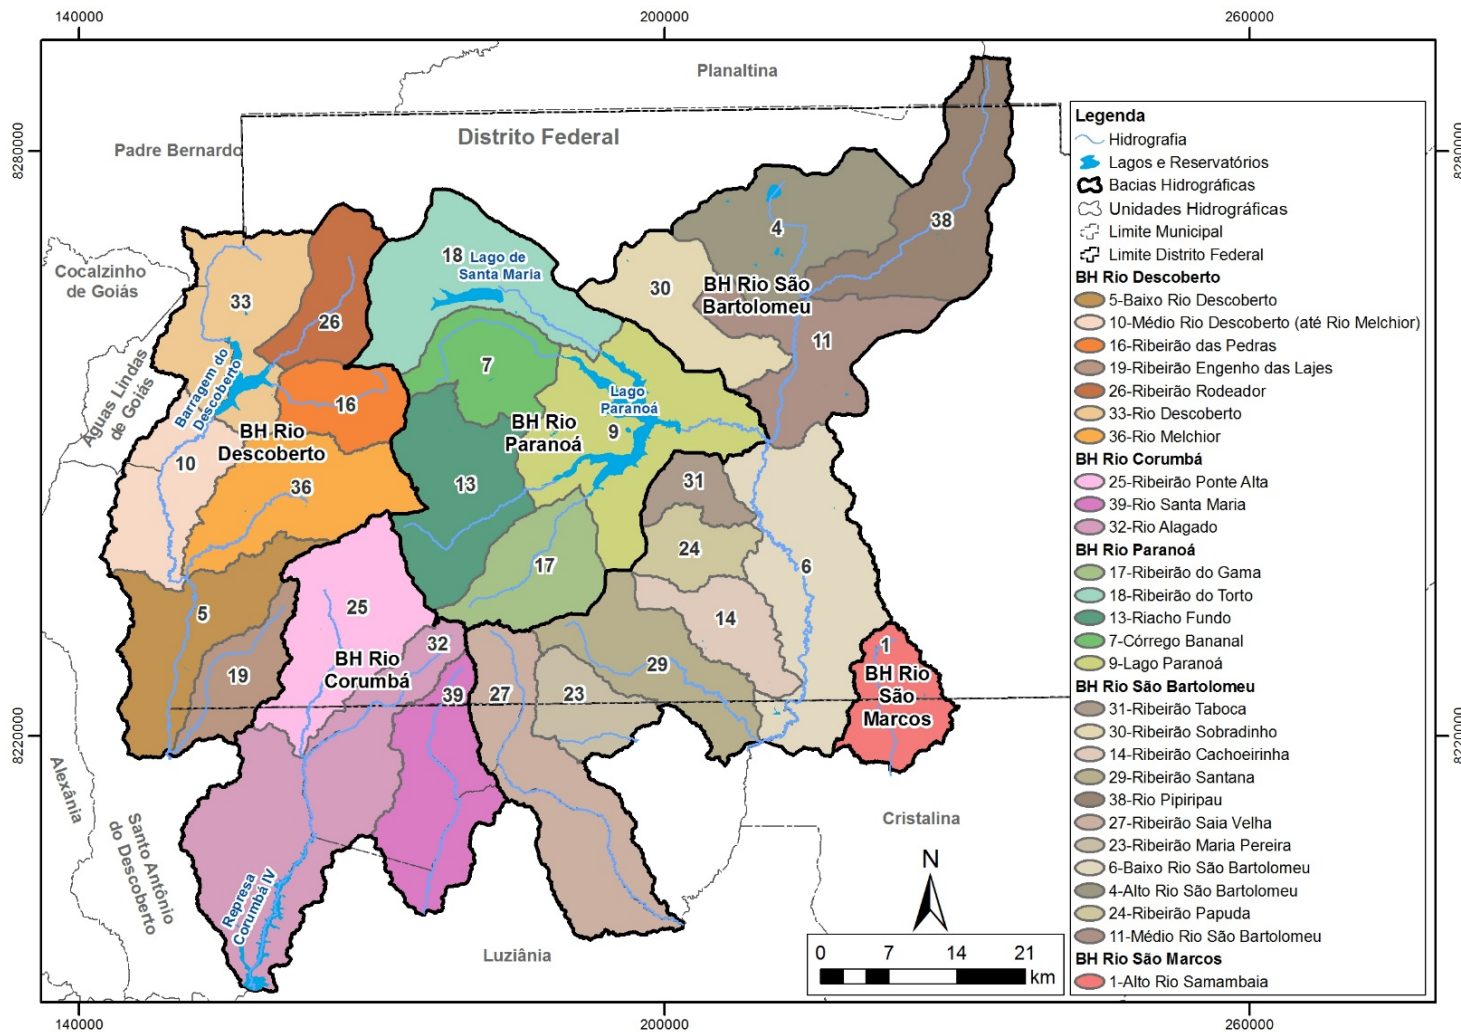 140000
200000
260000
Planaltina
Distrito Federal
Padre Bernardo
8280000
8280000
Cocalzinho
de Goiás
Águas Lindas
de Goiás
Barragem do
Descoberto
Lago de
Santa Maria
BH Rio São
Bartolomeu
Lago
Paranoá
BH Rio
Paranoá
BH Rio
Descoberto
BH Rio
Corumbá
BH Rio
São
Marcos
33
26
18
7
16
10
36
13
9
17
5
19
25
32
39
27
23
29
14
24
31
6
1
30
4
38
11
8220000
8220000
Alexânia
Santo Antônio
do Descoberto
Represa
Corumbá IV
Luziânia
Cristalina
N
0 7 14 21
km
Legenda
Hidrografia
Lagos e Reservatórios
Bacias Hidrográficas
Unidades Hidrográficas
Limite Municipal
Limite Distrito Federal
BH Rio Descoberto
5-Baixo Rio Descoberto
10-Médio Rio Descoberto (até Rio Melchior)
16-Ribeirão das Pedras
19-Ribeirão Engenho das Lajes
26-Ribeirão Rodeador
33-Rio Descoberto
36-Rio Melchior
BH Rio Corumbá
25-Ribeirão Ponte Alta
39-Rio Santa Maria
32-Rio Alagado
BH Rio Paranoá
17-Ribeirão do Gama
18-Ribeirão do Torto
13-Riacho Fundo
7-Córrego Bananal
9-Lago Paranoá
BH Rio São Bartolomeu
31-Ribeirão Taboca
30-Ribeirão Sobradinho
14-Ribeirão Cachoeirinha
29-Ribeirão Santana
38-Rio Pipiripau
27-Ribeirão Saia Velha
23-Ribeirão Maria Pereira
6-Baixo Rio São Bartolomeu
4-Alto Rio São Bartolomeu
24-Ribeirão Papuda
11-Médio Rio São Bartolomeu
BH Rio São Marcos
1-Alto Rio Samambaia
140000
200000
260000